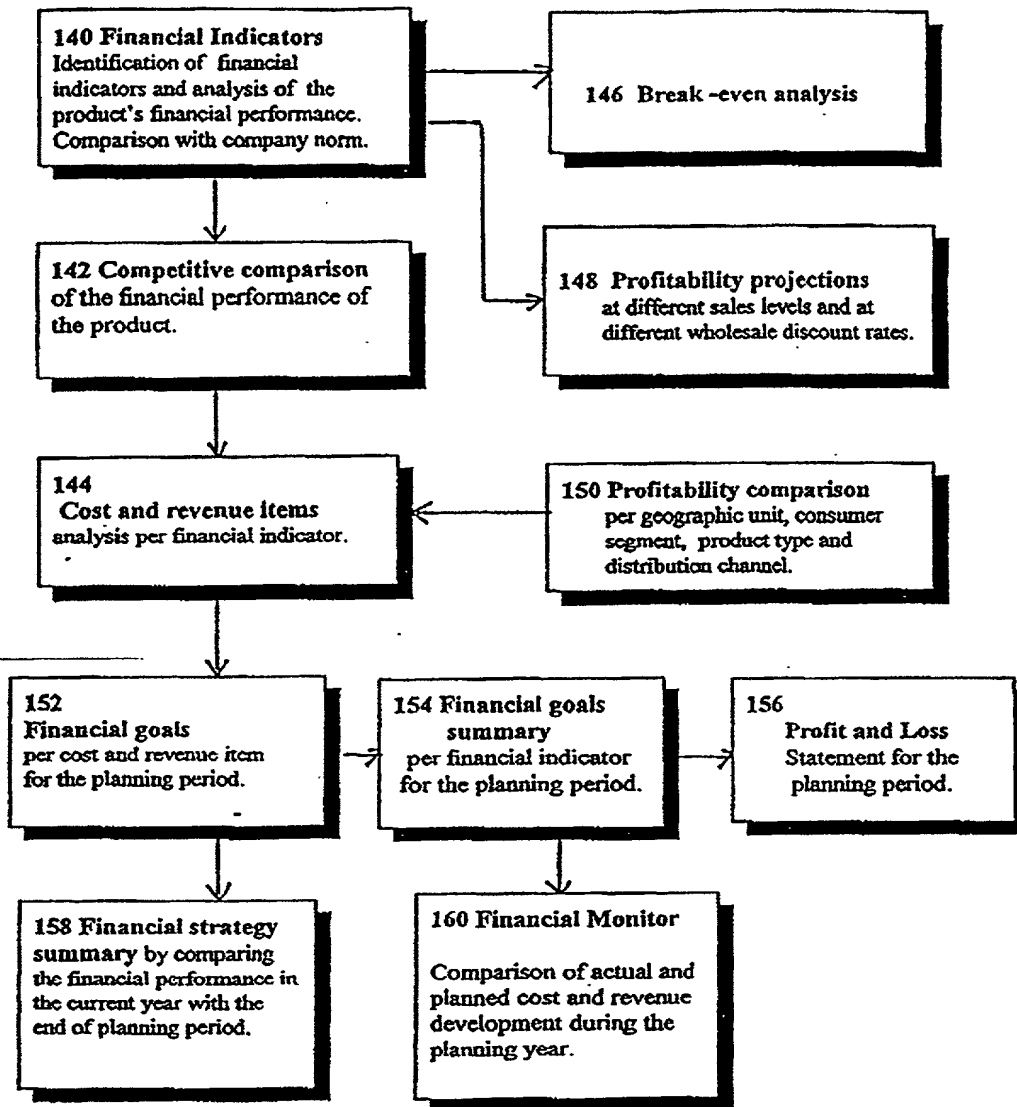 140 Financial Indicators
Identification of financial
indicators and analysis of the
product's financial performance.
Comparison with company norm.
146 Break -even analysis
142 Competitive comparison
of the financial performance of
the product.
148 Profitability projections
at different sales levels and at
different wholesale discount rates.
144
Cost and revenue items
analysis per financial indicator.
150 Profitability comparison
per geographic unit, consumer
segment, product type and
distribution channel.
152
Financial goals
per cost and revenue item
for the planning period.
154 Financial goals
summary
per financial indicator
for the planning period.
156
Profit and Loss
Statement for the
planning period.
158 Financial strategy
summary by comparing
the financial performance in
the current year with the
end of planning period.
160 Financial Monitor
Comparison of actual and
planned cost and revenue
development during the
planning year.